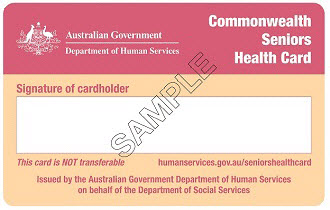 Australian Government
Department of Human Services
Commonwealth
Seniors
Health Card
Signature of cardholder
SAMPLE
This card is NOT transferable
humanservices.gov.au/seniorshealthcard
Issued by the Australian Government Department of Human Services
on behalf of the Department of Social Services